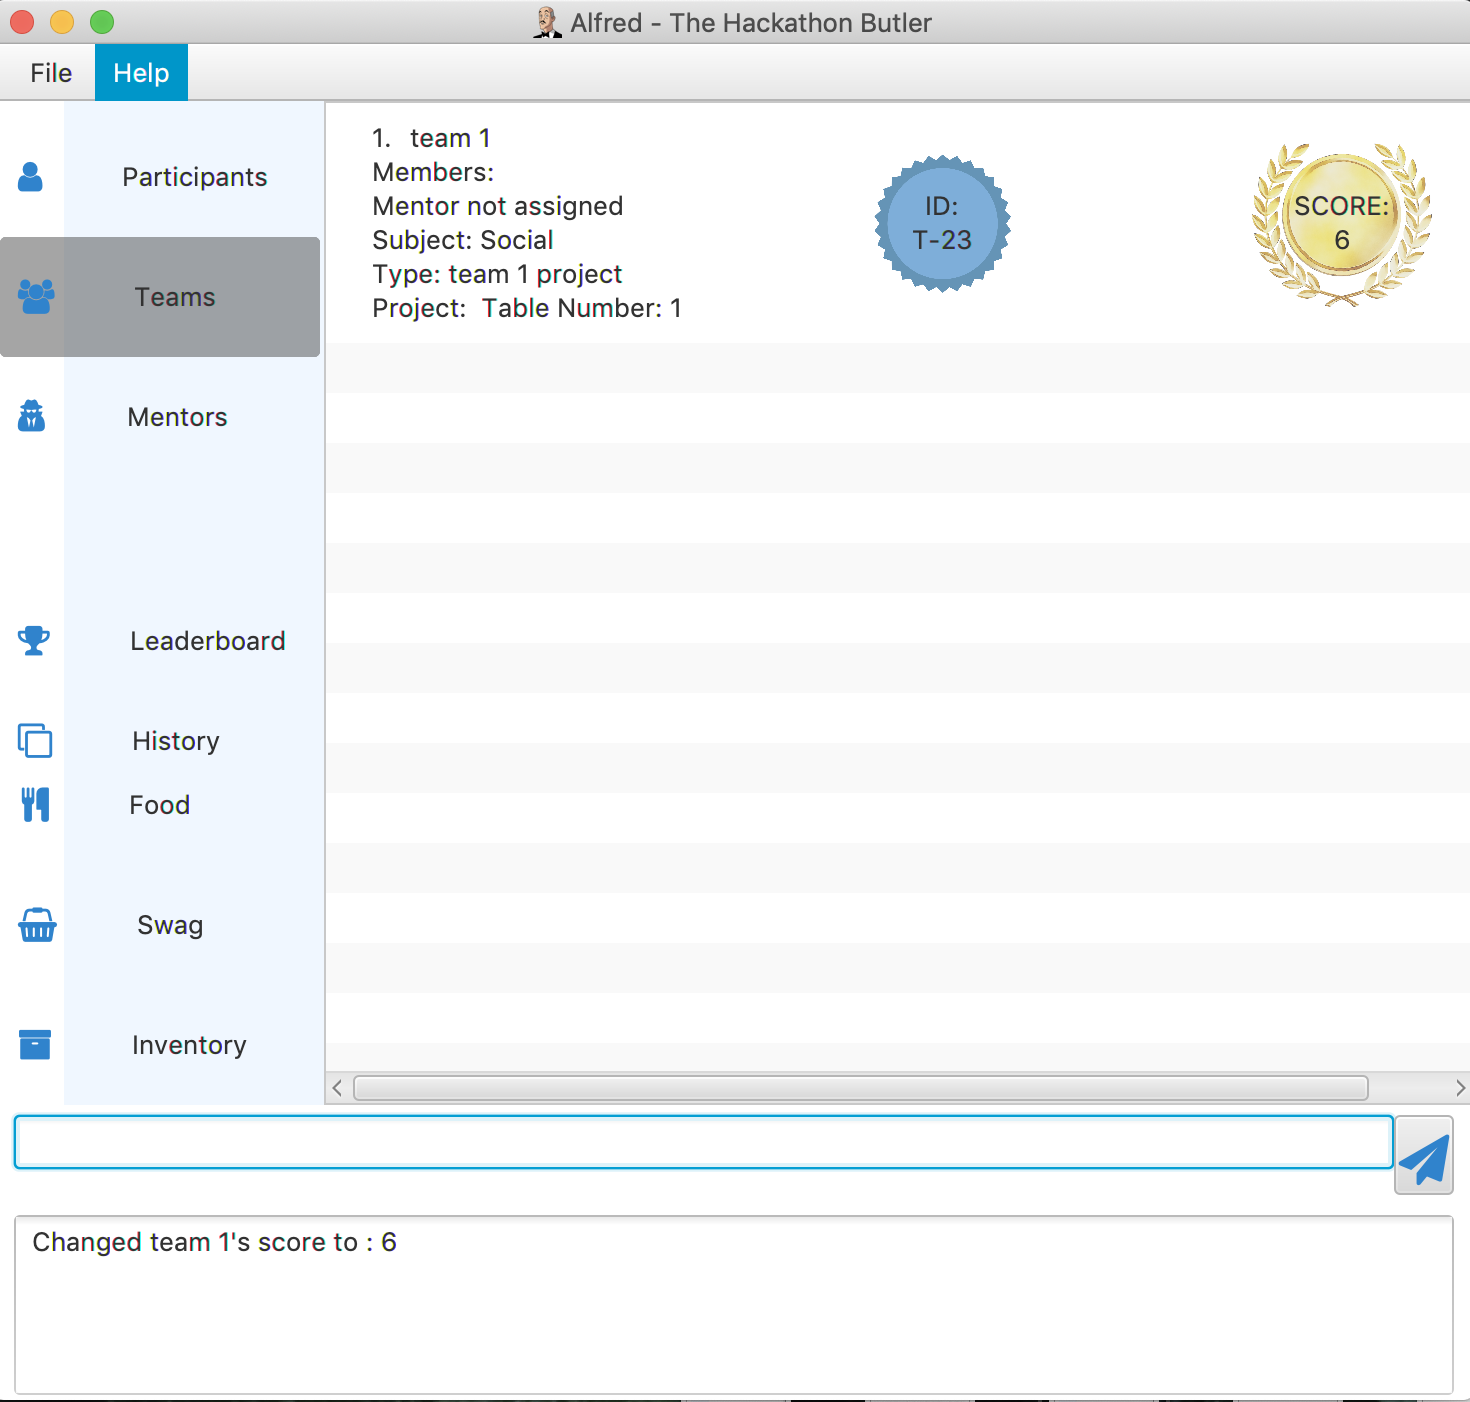 Alfred - The Hackathon Butler
File Help
Participants
Teams
Mentors
Leaderboard
History
Food
Swag
Inventory
1. team 1
Members:
Mentor not assigned
Subject: Social
Type: team 1 project
Project: Table Number: 1
ID:
T-23
SCORE:
6
Changed team 1's score to : 6